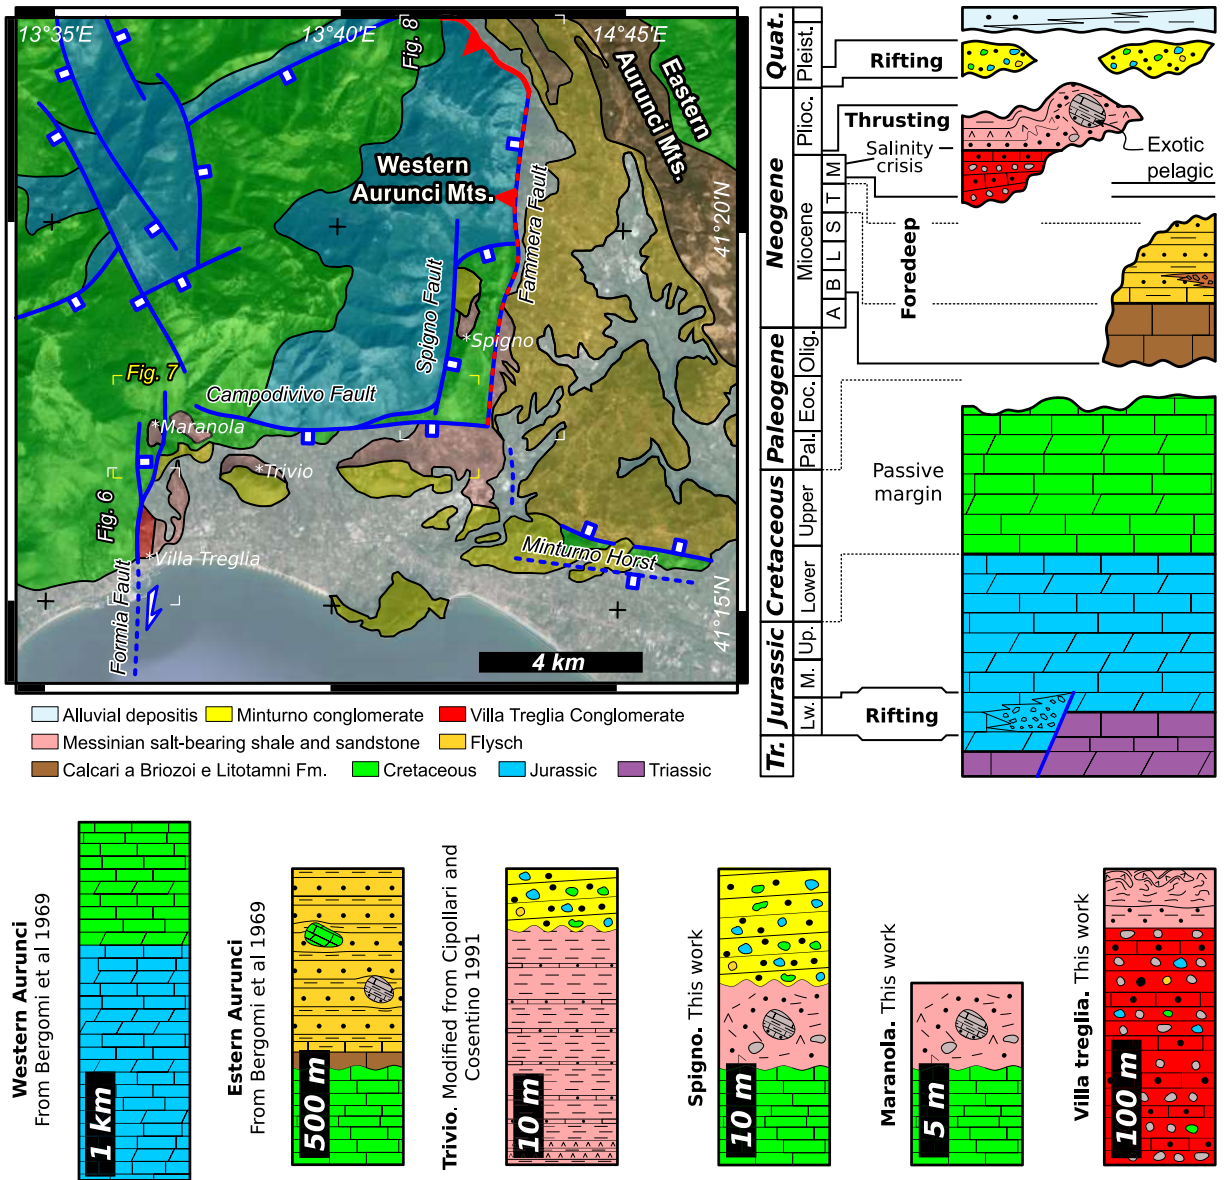 13°35'E
13°40'E
14°45'E
Fig. 8
Eastern
Aurunci Mts.
Western
Aurunci Mts.
Fammera Fault
41°20'N
Spigno Fault
*Spigno
Fig. 7
Campodivivo Fault
*Maranola
*Trivio
Fig. 6
*Villa Treglia
Minturno Horst
Formia Fault
41°15'N
4 km
Alluvial depositis
Minturno conglomerate
Villa Treglia Conglomerate
Messinian salt-bearing shale and sandstone
Flysch
Calcari a Briozoi e Litotamni Fm.
Cretaceous
Jurassic
Triassic
Quat.
Neogene
Paleogene
Cretaceous
Jurassic
Tr.
Pleist.
Plioc.
Miocene
M
T
S
L
B
A
Olig.
Eoc.
Pal.
Upper
Lower
Up.
M.
Lw.
Rifting
Thrusting
Salinity
crisis
Exotic
pelagic
Foredeep
Passive
margin
Rifting
Western Aurunci
From Bergomi et al 1969
1 km
Estern Aurunci
From Bergomi et al 1969
500 m
Trivio. Modified from Cipollari and
Cosentino 1991
10 m
Spigno. This work
10 m
Maranola. This work
5 m
Villa treglia. This work
100 m